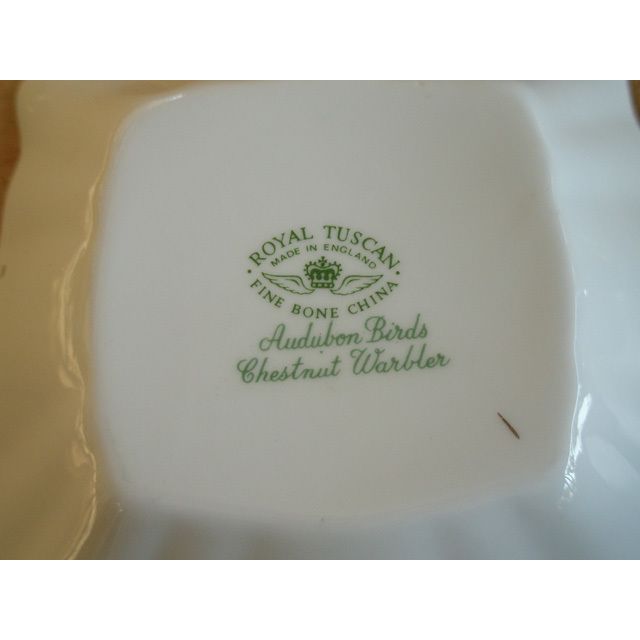 · ROYAL TUSCAN ·
MADE IN ENGLAND
FINE BONE CHINA
Audubon Birds
Chestnut Warbler